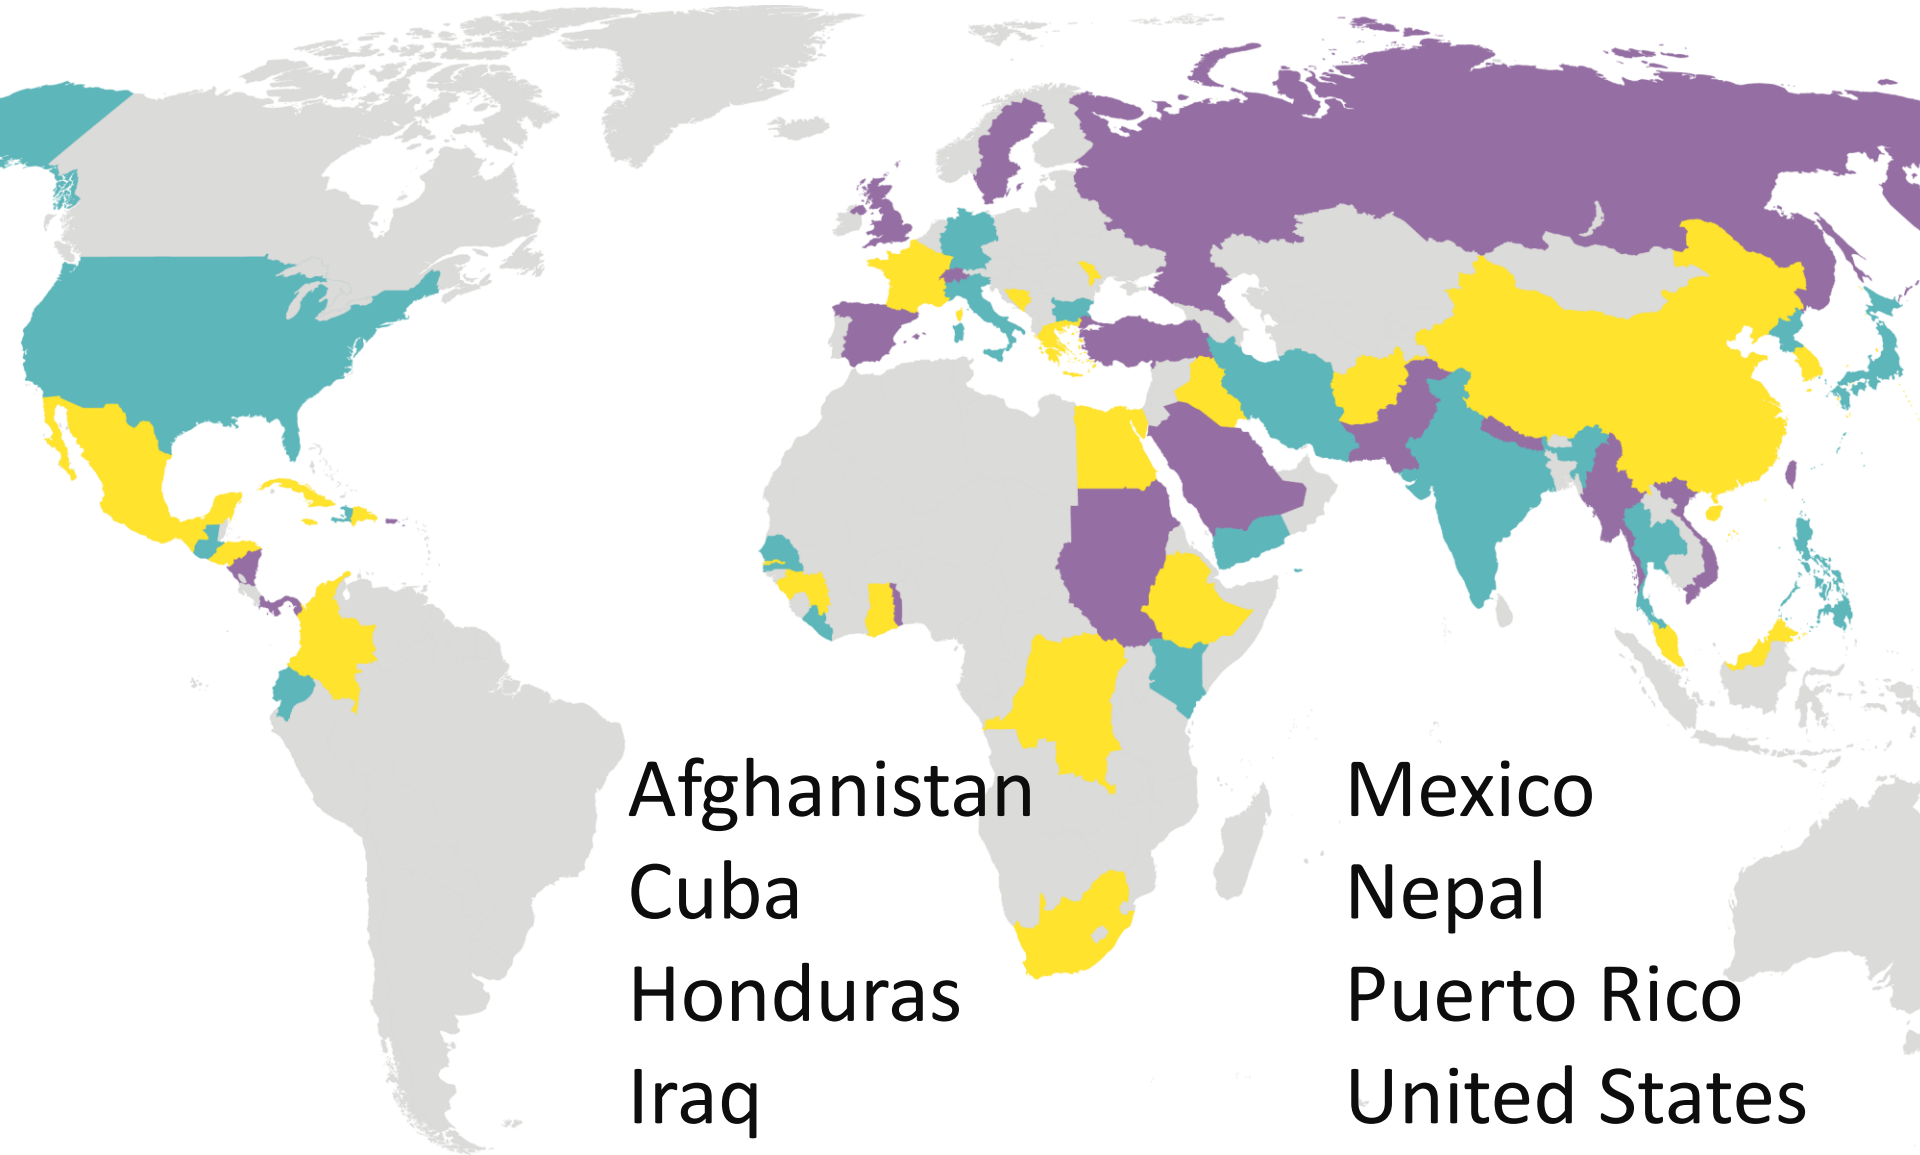 Afghanistan
Cuba
Honduras
Iraq
Mexico
Nepal
Puerto Rico
United States